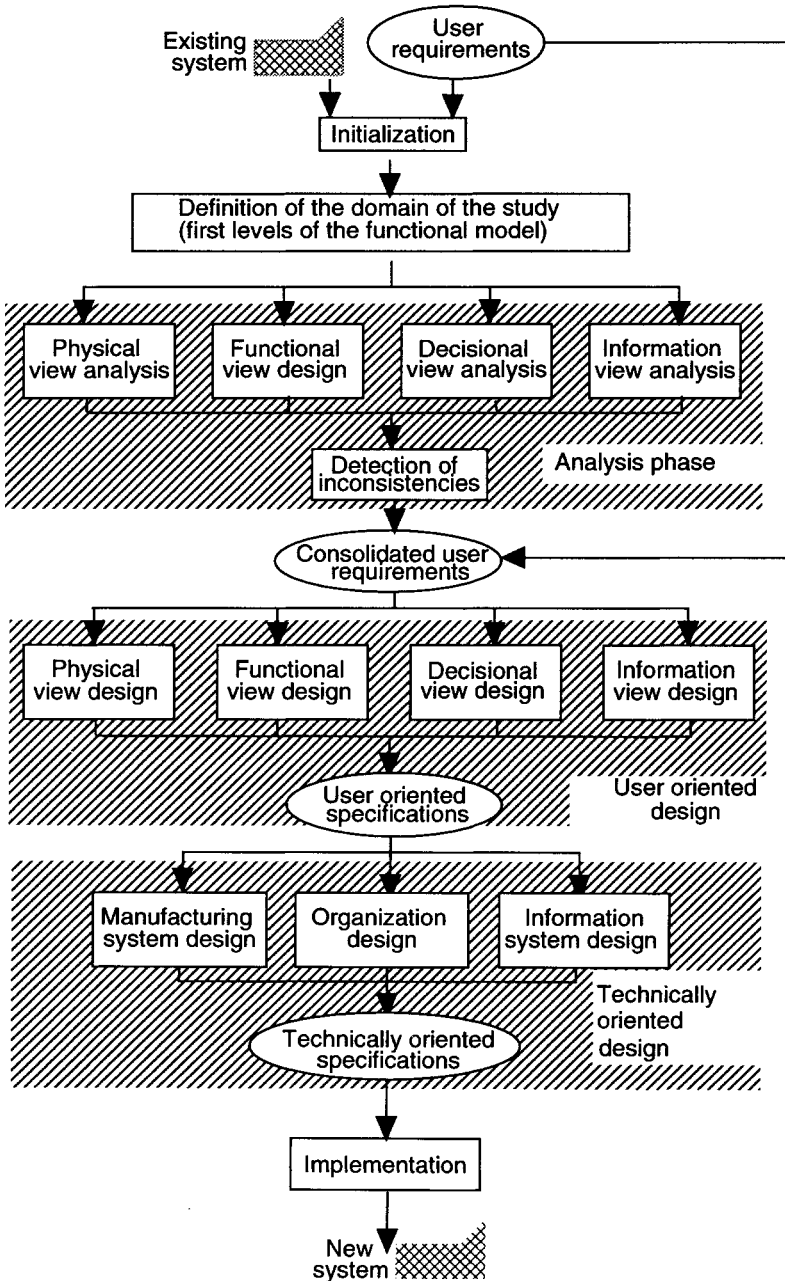 Existing
system
User
requirements
Initialization
Definition of the domain of the study
(first levels of the functional model)
Physical
view analysis
Functional
view design
Decisional
view analysis
Information
view analysis
Detection of
inconsistencies
Analysis phase
Consolidated user
requirements
Physical
view design
Functional
view design
Decisional
view design
Information
view design
User oriented
specifications
User oriented
design
Manufacturing
system design
Organization
design
Information
system design
Technically
oriented
design
Technically oriented
specifications
Implementation
New
system